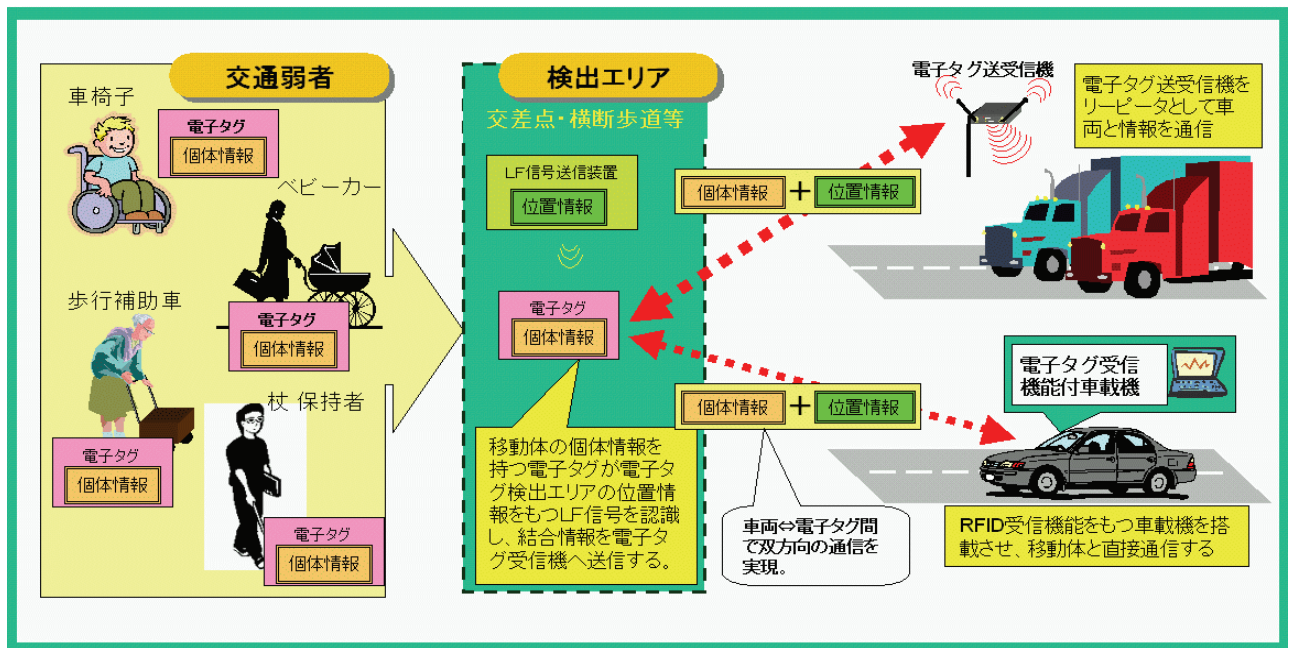 交通弱者
車椅子
電子タグ
個体情報
ベビーカー
電子タグ
個体情報
歩行補助車
電子タグ
個体情報
杖 保持者
電子タグ
個体情報
検出エリア
交差点・横断歩道等
LF信号送信装置
位置情報
電子タグ
個体情報
移動体の個体情報を
持つ電子タグが電子タ
グ検出エリアの位置情
報をもつLF信号を認識
し、結合情報を電子タ
グ受信機へ送信する。
個体情報+位置情報
個体情報+位置情報
車両⇔電子タグ間
で双方向の通信を
実現。
電子タグ送受信機
電子タグ送受信機を
リーピータとして車
両と情報を通信
電子タグ受信
機能付車載機
RFID受信機能をもつ車載機を搭
載させ、移動体と直接通信する